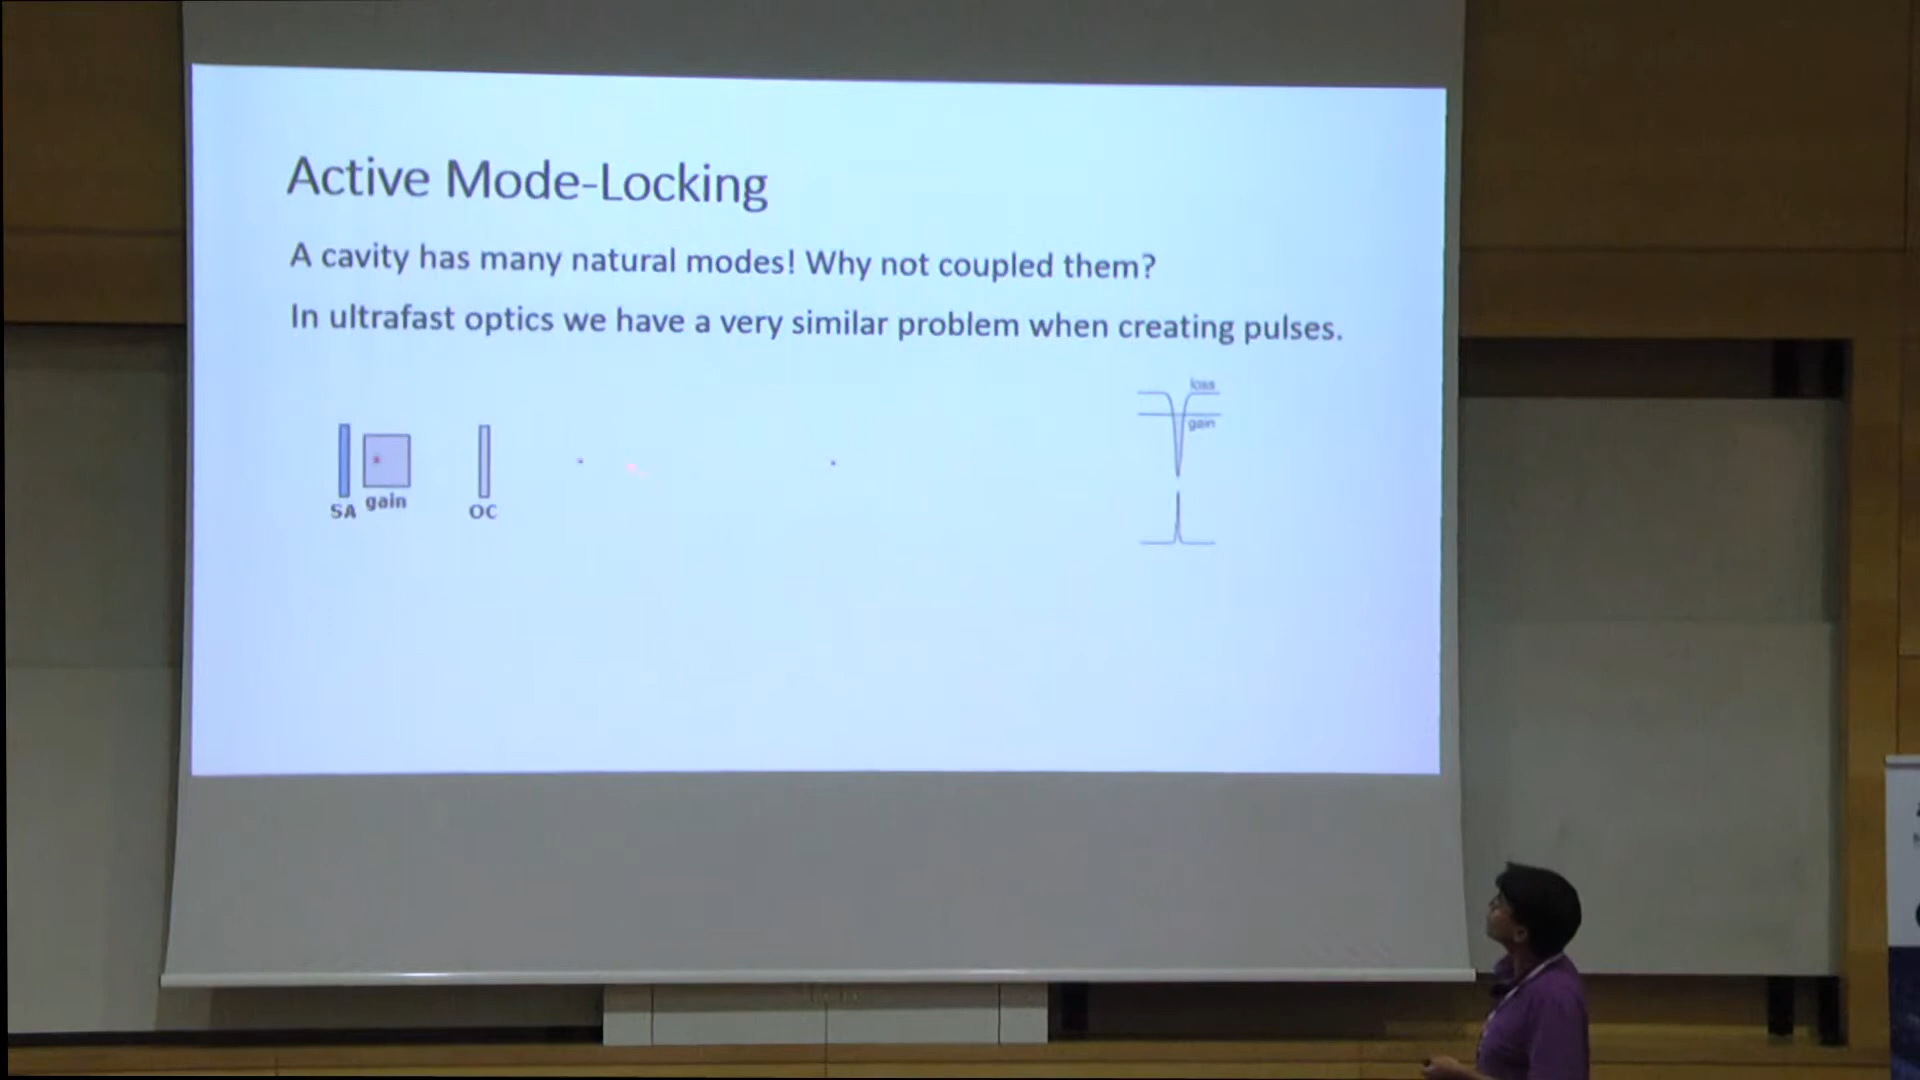 Active Mode-Locking
A cavity has many natural modes! Why not coupled them?
In ultrafast optics we have a very similar problem when creating pulses.
loss
gain
SA gain
OC